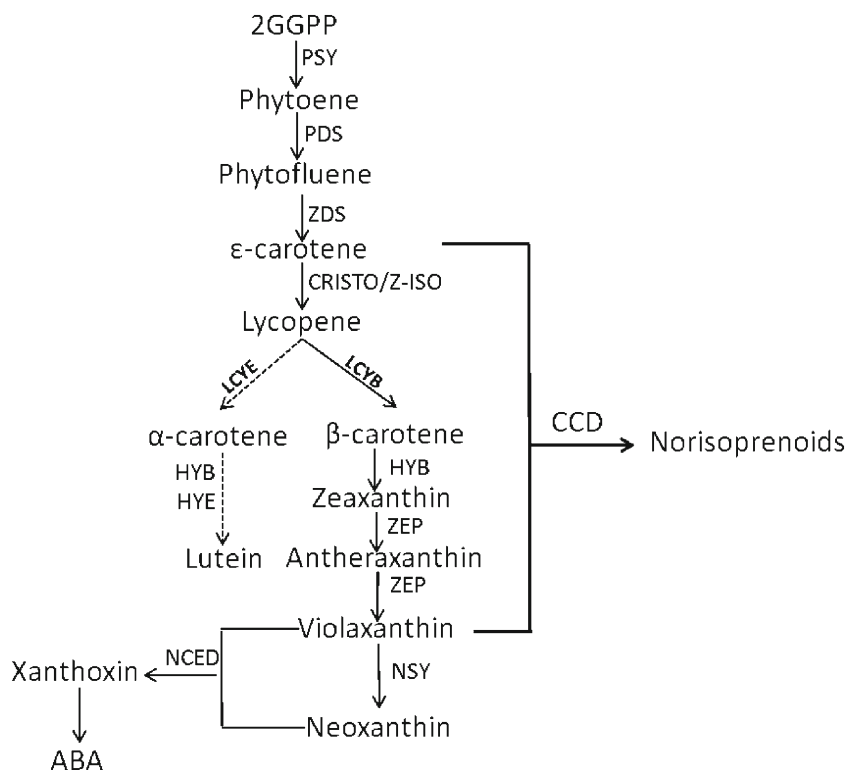 2GGPP
PSY
Phytoene
PDS
Phytofluene
ZDS
ε-carotene
CRISTO/Z-ISO
Lycopene
LCYE
LCYB
α-carotene
β-carotene
CCD
Norisoprenoids
HYB
HYE
HYB
Zeaxanthin
ZEP
Lutein
Antheraxanthin
ZEP
Violaxanthin
Xanthoxin
NCED
NSY
Neoxanthin
ABA